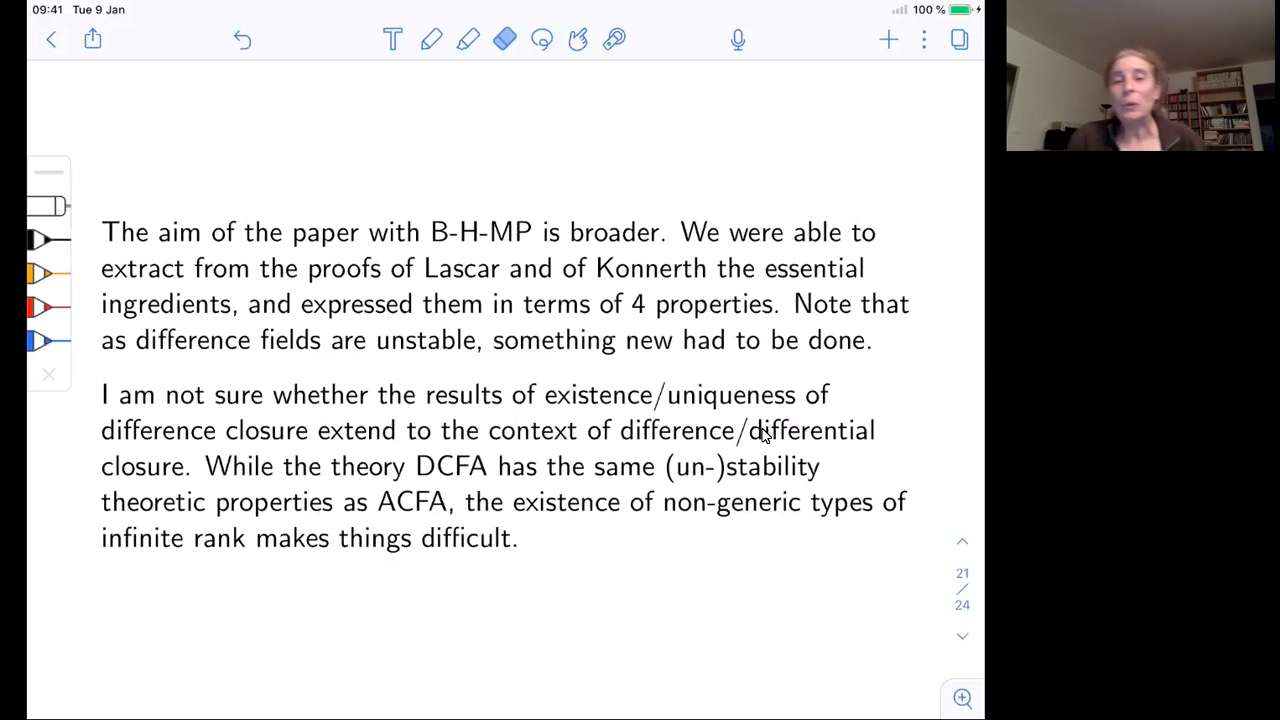 09:41 Tue 9 Jan
100 %
The aim of the paper with B-H-MP is broader. We were able to
extract from the proofs of Lascar and of Konnerth the essential
ingredients, and expressed them in terms of 4 properties. Note that
as difference fields are unstable, something new had to be done.
I am not sure whether the results of existence/uniqueness of
difference closure extend to the context of difference/differential
closure. While the theory DCFA has the same (un-)stability
theoretic properties as ACFA, the existence of non-generic types of
infinite rank makes things difficult.
21
/
24